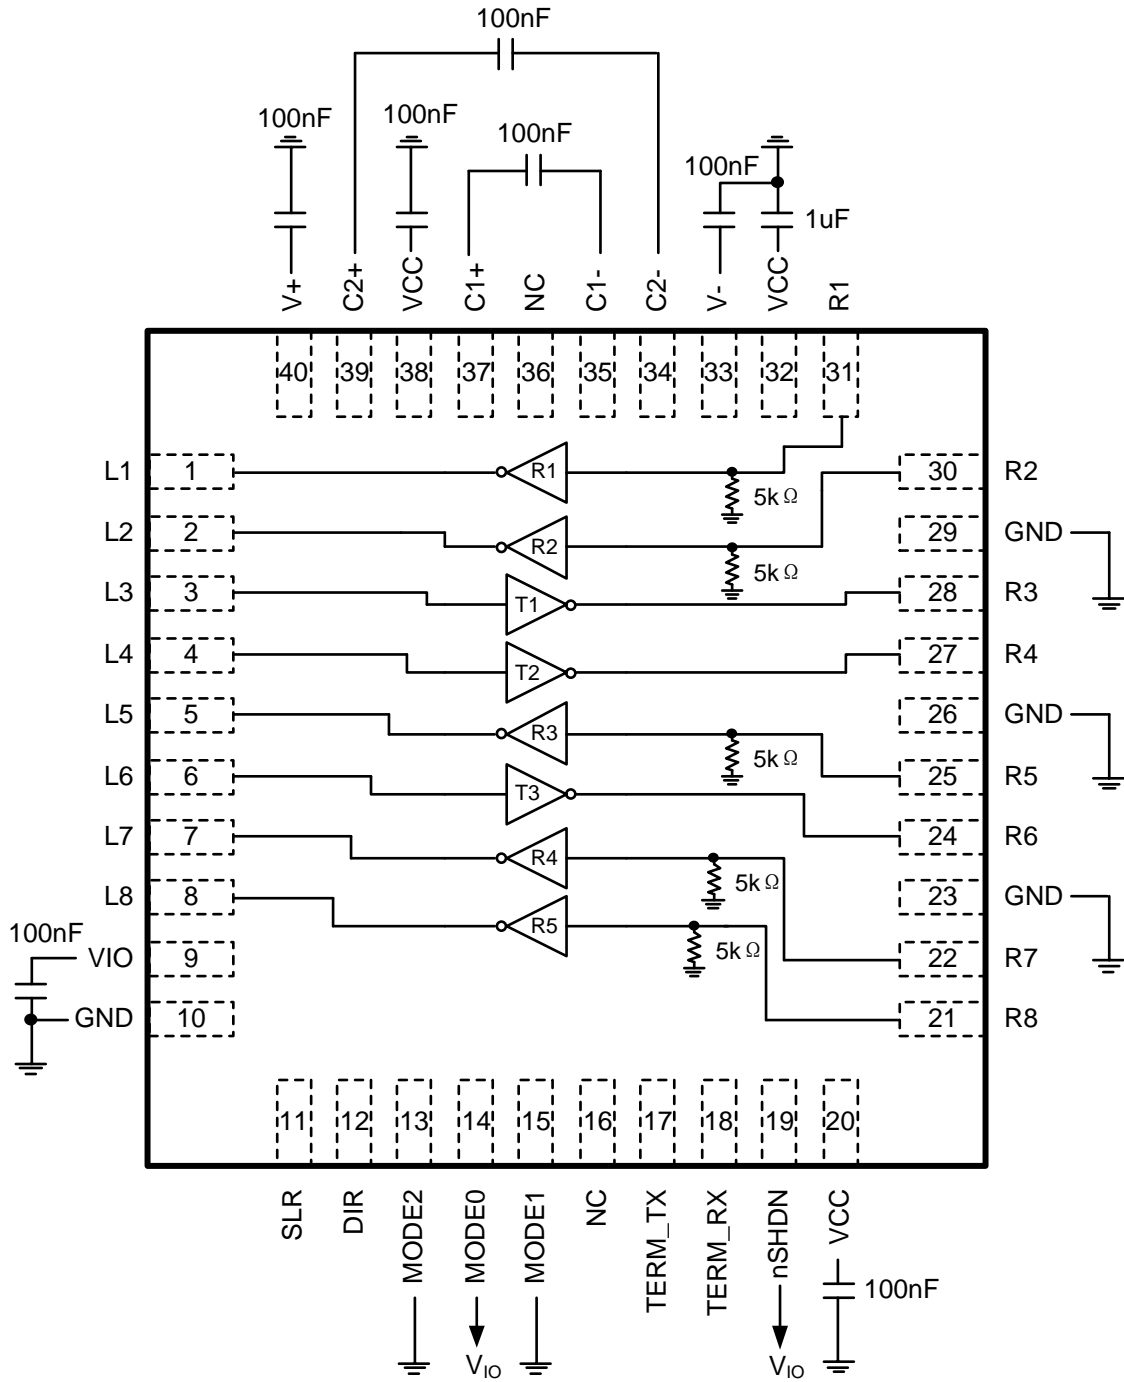 100nF
100nF
100nF
100nF
100nF
1uF
V+
C2+
VCC
C1+
NC
C1-
C2-
V-
VCC
R1
40
39
38
37
36
35
34
33
32
31
L1
1
R1
5k Ω
30
R2
L2
2
R2
5k Ω
29
GND
L3
3
T1
28
R3
L4
4
T2
27
R4
L5
5
R3
5k Ω
26
GND
L6
6
T3
25
R5
L7
7
R4
5k Ω
24
R6
L8
8
R5
5k Ω
23
GND
100nF
VIO
9
22
R7
GND
10
21
R8
11
12
13
14
15
16
17
18
19
20
SLR
DIR
MODE2
MODE0
MODE1
NC
TERM_TX
TERM_RX
nSHDN
VCC
100nF
VIO
VIO